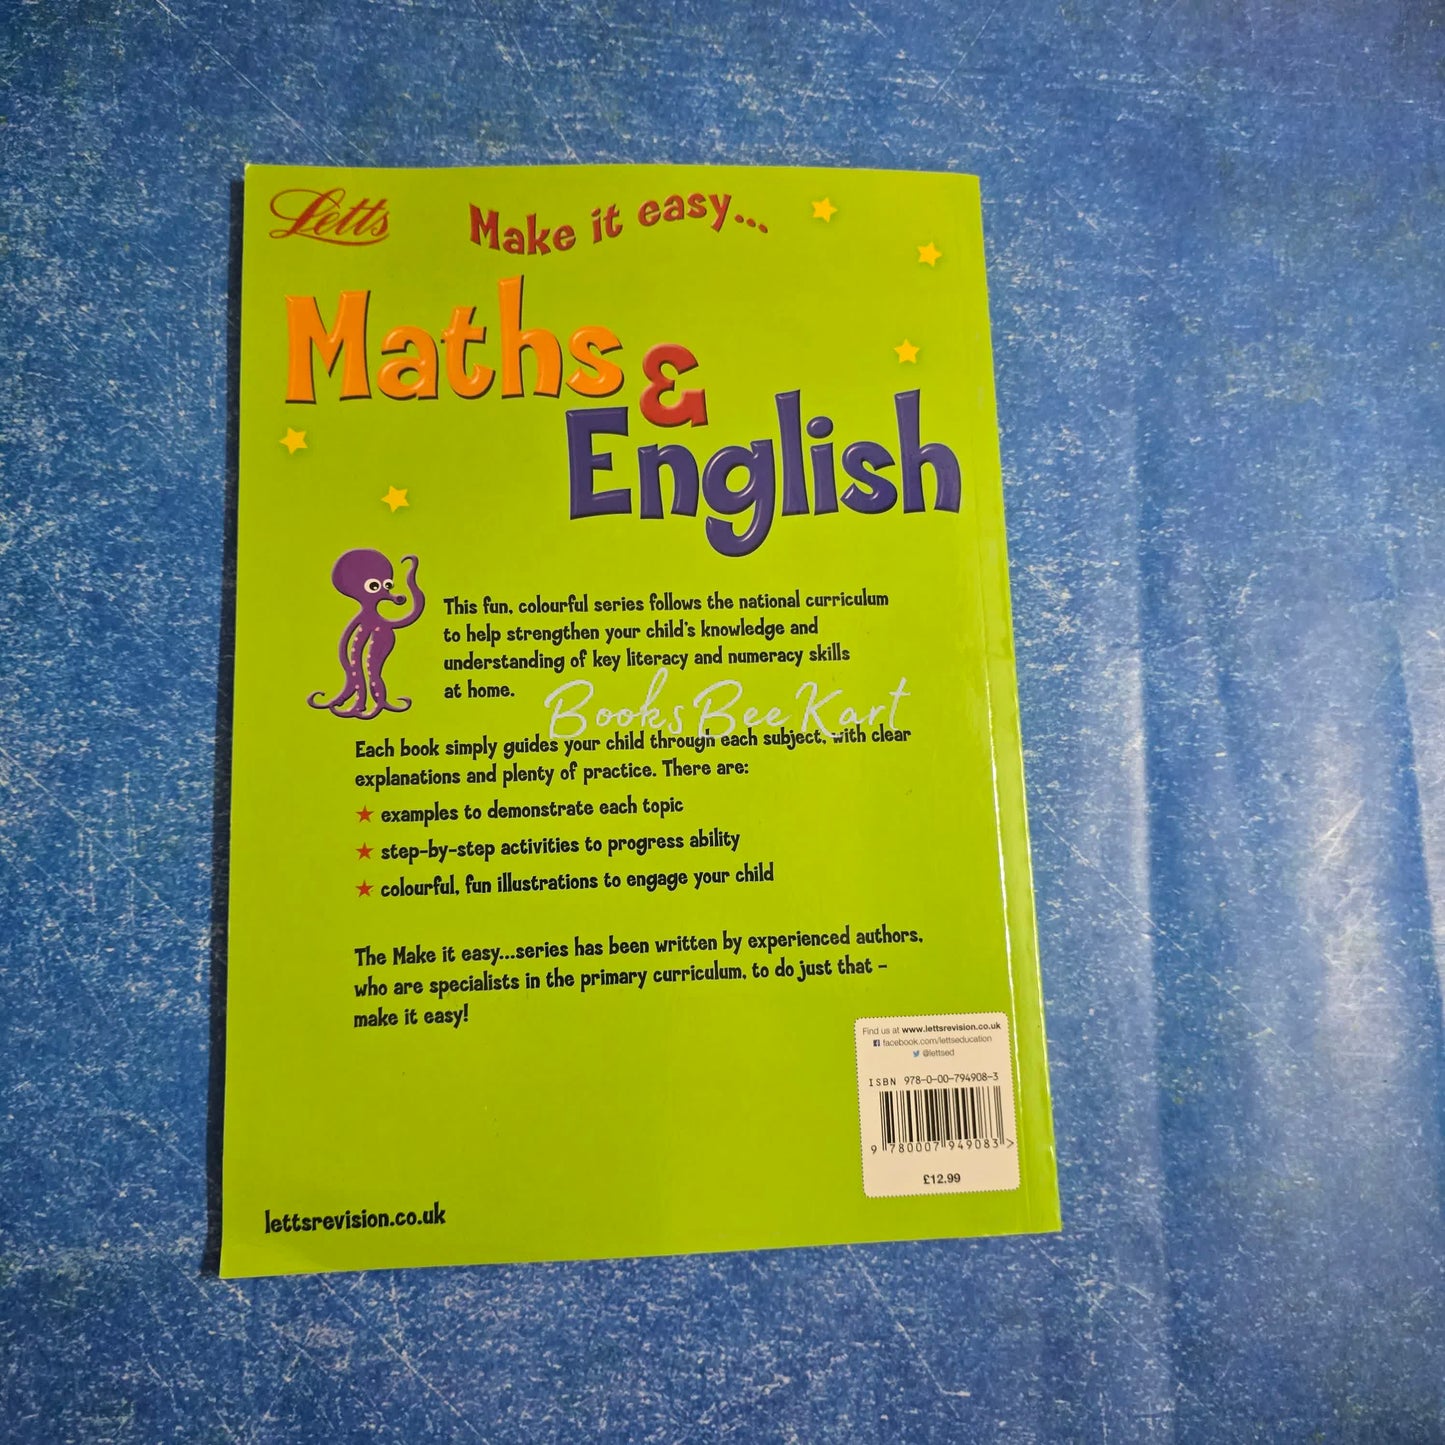 Letts
Make it easy...
Maths &
English
This fun, colourful series follows the national curriculum
to help strengthen your child's knowledge and
understanding of key literacy and numeracy skills
at home.
BooksBeeKart
Each book simply guides your child through each subject, with clear
explanations and plenty of practice. There are:
★ examples to demonstrate each topic
★ step-by-step activities to progress ability
★ colourful, fun illustrations to engage your child
The Make it easy...series has been written by experienced authors,
who are specialists in the primary curriculum, to do just that –
make it easy!
Find us at www.lettsrevision.co.uk
facebook.com/lettseducation
@lettsed
ISBN 978-0-00-794908-3
9 780007 949083 >
£12.99
lettsrevision.co.uk